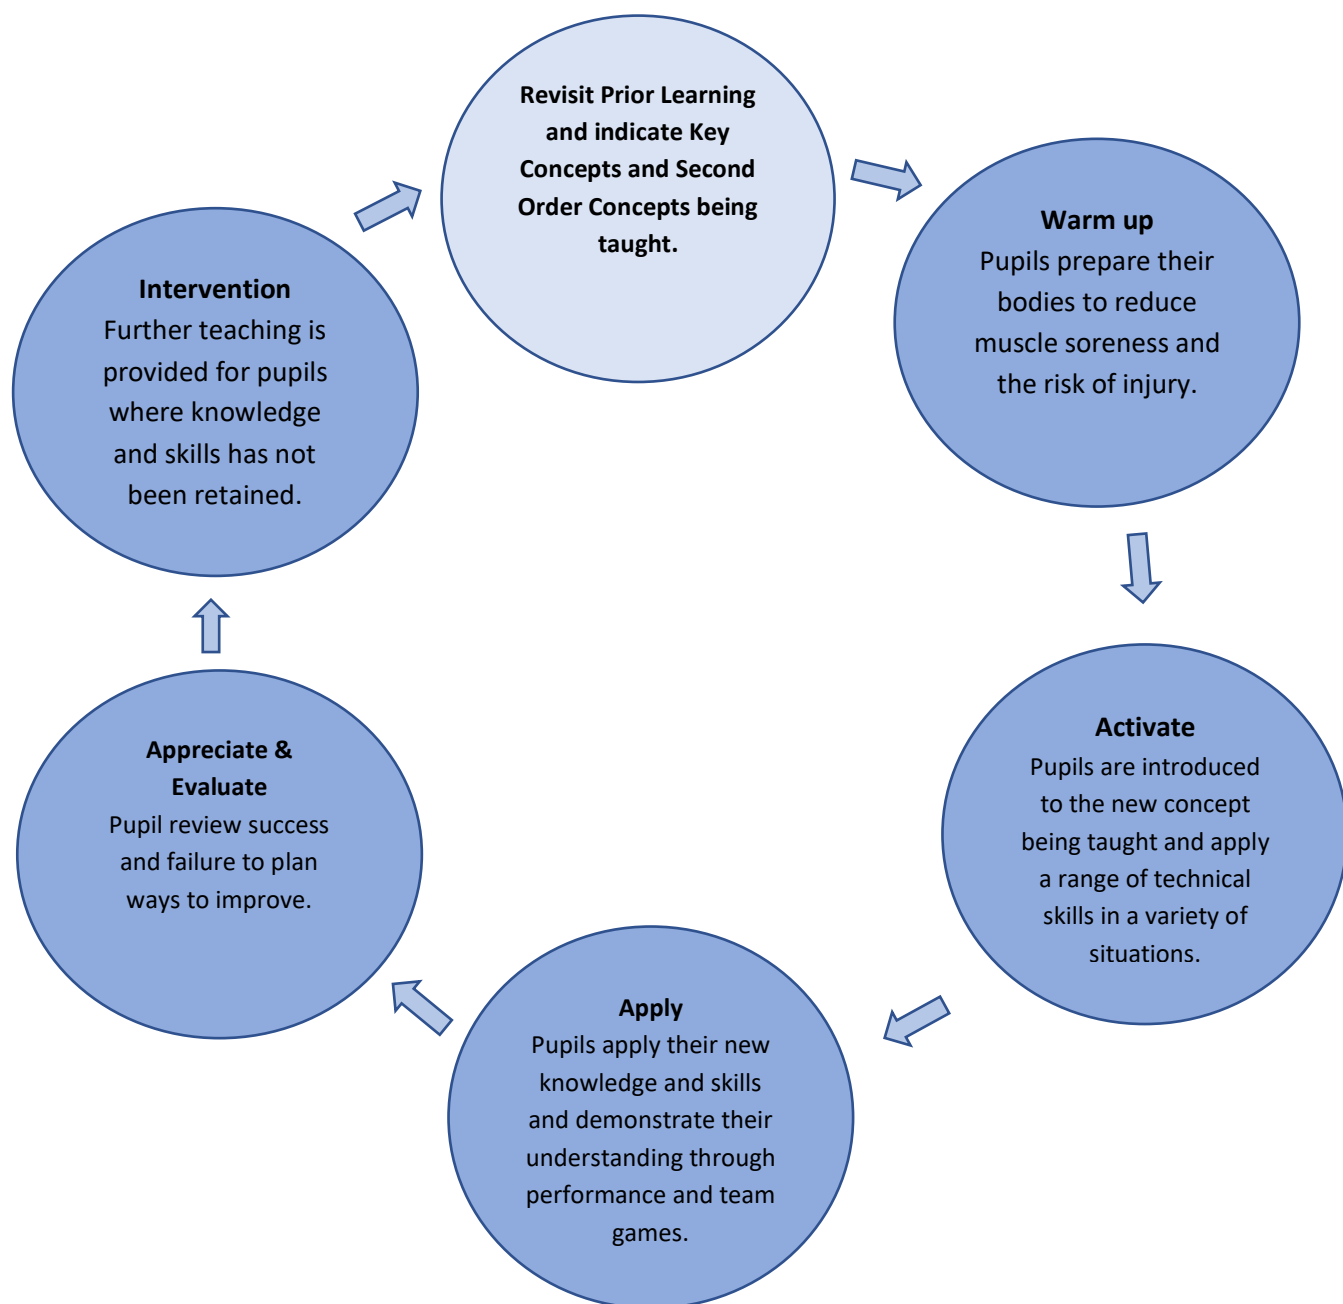 Revisit Prior Learning
and indicate Key
Concepts and Second
Order Concepts being
taught.
Warm up
Pupils prepare their
bodies to reduce
muscle soreness and
the risk of injury.
Activate
Pupils are introduced
to the new concept
being taught and apply
a range of technical
skills in a variety of
situations.
Apply
Pupils apply their new
knowledge and skills
and demonstrate their
understanding through
performance and team
games.
Appreciate &
Evaluate
Pupil review success
and failure to plan
ways to improve.
Intervention
Further teaching is
provided for pupils
where knowledge
and skills has not
been retained.